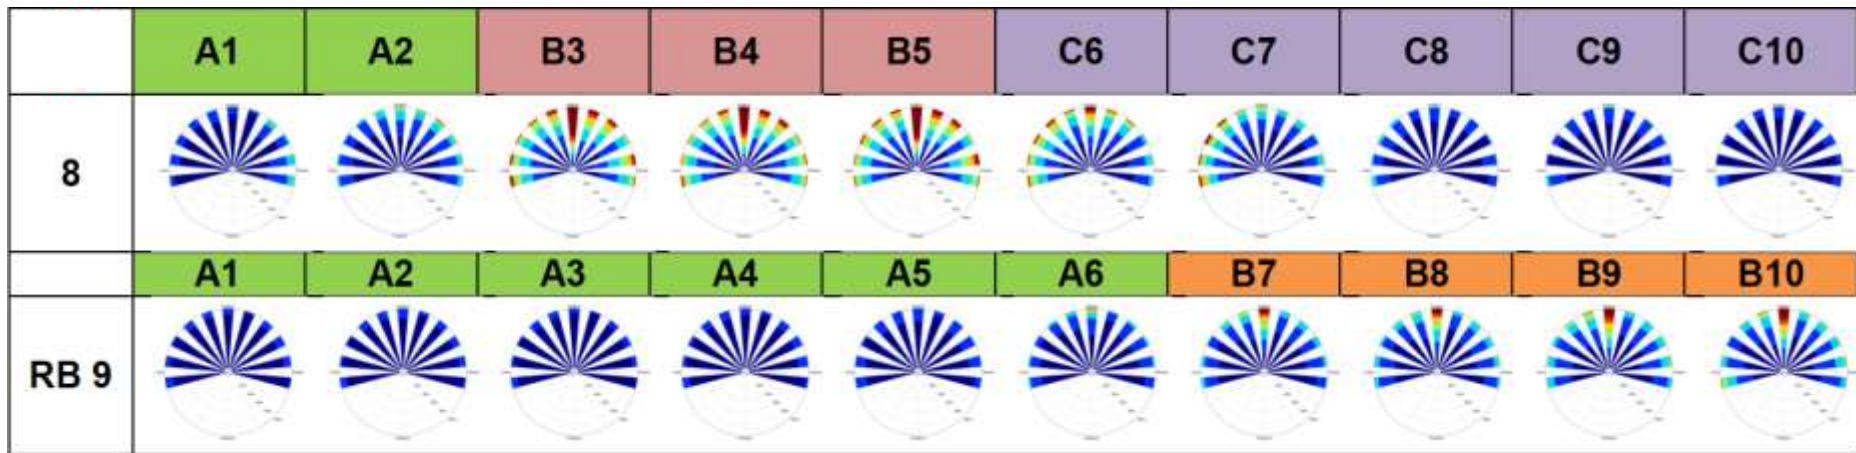 A1 A2 B3 B4 B5 C6 C7 C8 C9 C10
8
A1 A2 A3 A4 A5 A6 B7 B8 B9 B10
RB 9